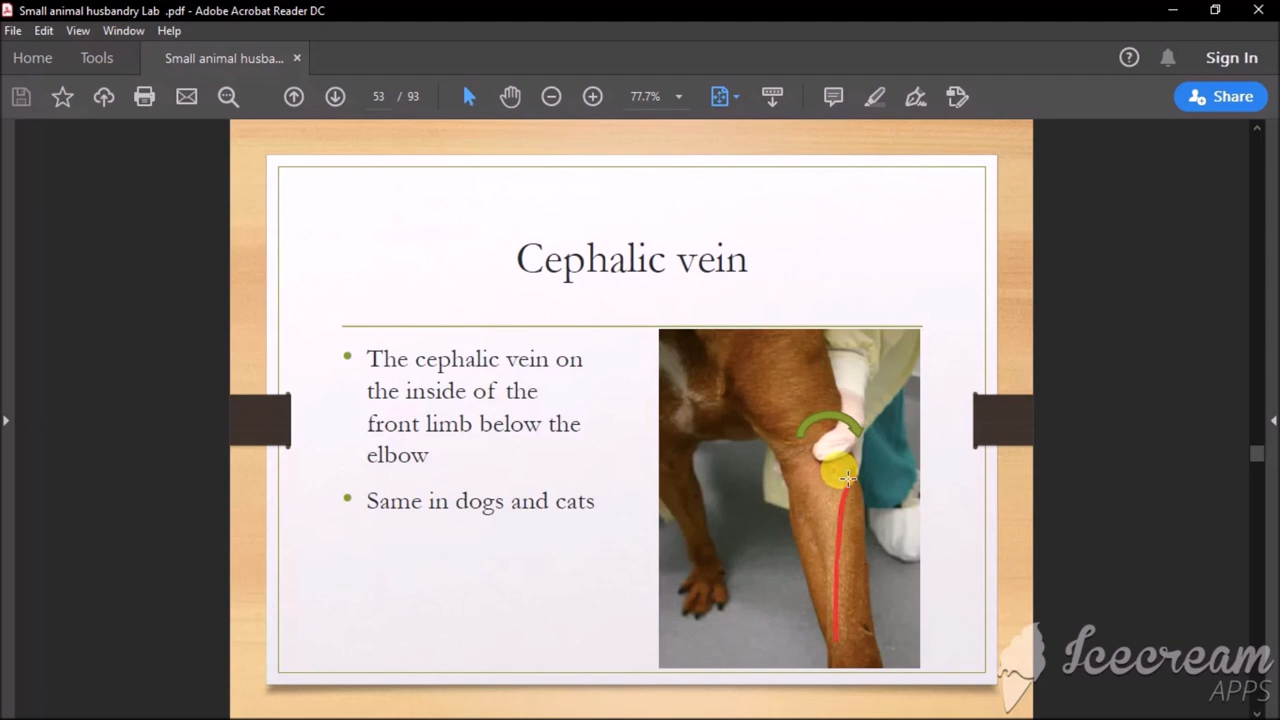 Small animal husbandry Lab .pdf - Adobe Acrobat Reader DC
File Edit View Window Help
Home Tools Small animal husba... × Sign In
53 / 93 77.7% Share
Cephalic vein
• The cephalic vein on
the inside of the
front limb below the
elbow
• Same in dogs and cats
Icecream
APPS